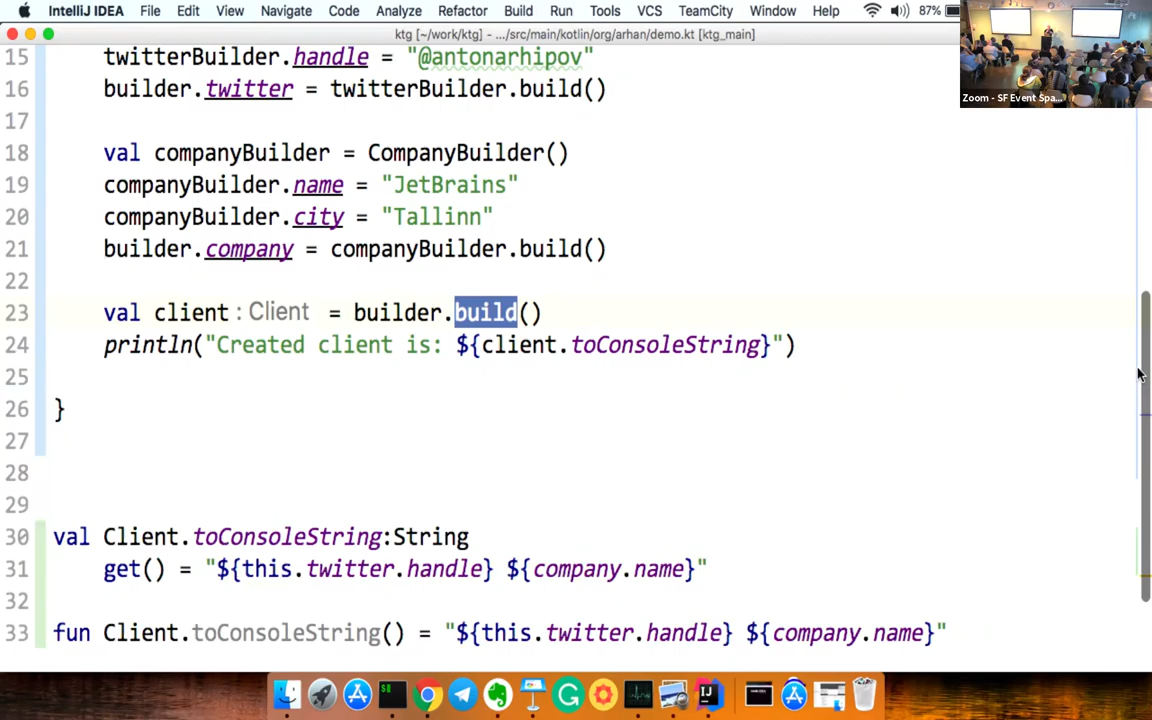 IntelliJ IDEA File Edit View Navigate Code Analyze Refactor Build Run Tools VCS TeamCity Window Help 87%
ktg [~/work/ktg] - .../src/main/kotlin/org/arhan/demo.kt [ktg_main]
Zoom - SF Event Spa...
15 twitterBuilder.handle = "@antonarhipov"
16 builder.twitter = twitterBuilder.build()
17
18 val companyBuilder = CompanyBuilder()
19 companyBuilder.name = "JetBrains"
20 companyBuilder.city = "Tallinn"
21 builder.company = companyBuilder.build()
22
23 val client : Client = builder.build()
24 println("Created client is: ${client.toConsoleString}")
25
26 }
27
28
29
30 val Client.toConsoleString:String
31 get() = "${this.twitter.handle} ${company.name}"
32
33 fun Client.toConsoleString() = "${this.twitter.handle} ${company.name}"